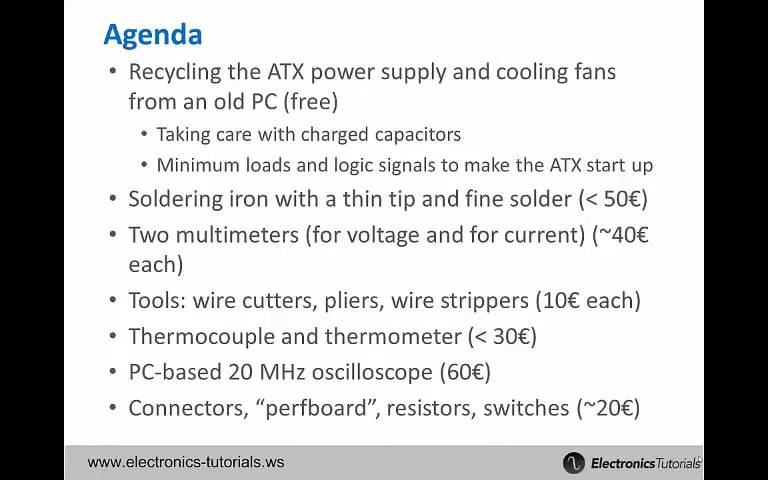 Agenda
• Recycling the ATX power supply and cooling fans
from an old PC (free)
• Taking care with charged capacitors
• Minimum loads and logic signals to make the ATX start up
• Soldering iron with a thin tip and fine solder (< 50€)
• Two multimeters (for voltage and for current) (~40€
each)
• Tools: wire cutters, pliers, wire strippers (10€ each)
• Thermocouple and thermometer (< 30€)
• PC-based 20 MHz oscilloscope (60€)
• Connectors, “perfboard”, resistors, switches (~20€)
www.electronics-tutorials.ws
ElectronicsTutorials